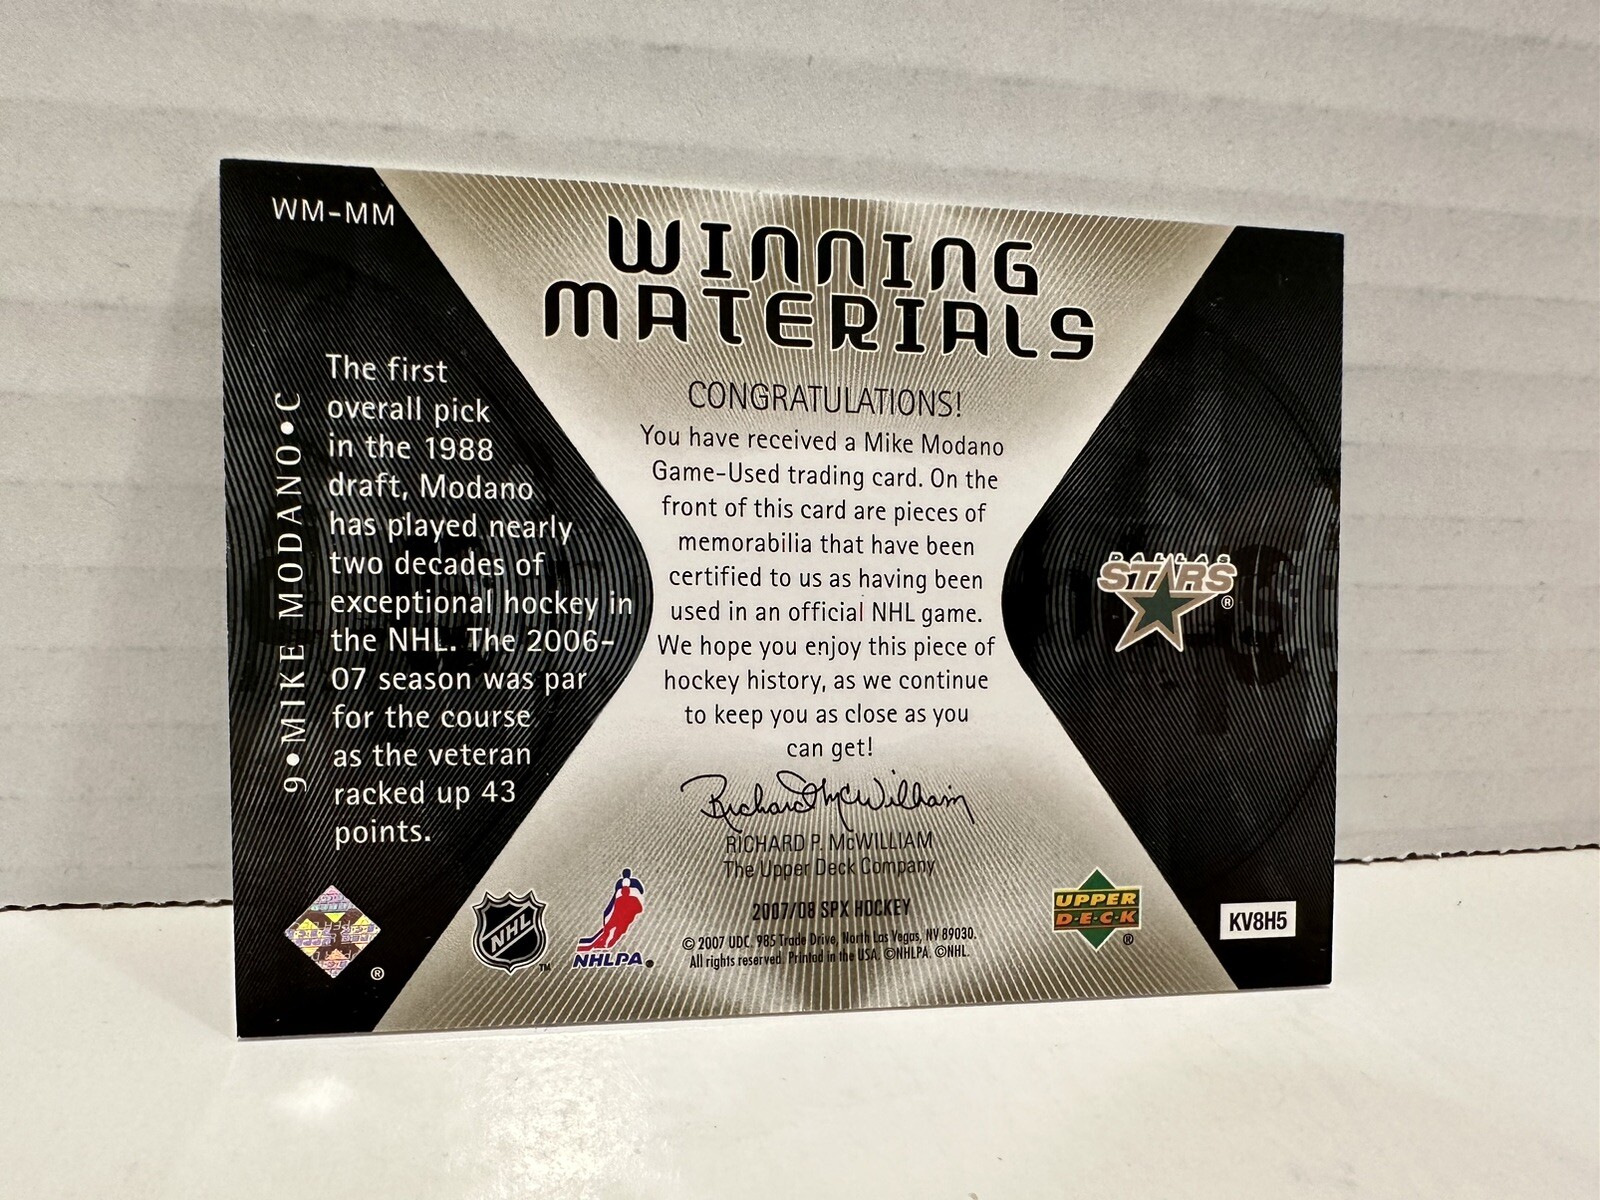 WM-MM
WINNING
MATERIALS
9•MIKE MODANO•C
The first
overall pick
in the 1988
draft, Modano
has played nearly
two decades of
exceptional hockey in
the NHL. The 2006-
07 season was par
for the course
as the veteran
racked up 43
points.
CONGRATULATIONS!
You have received a Mike Modano
Game-Used trading card. On the
front of this card are pieces of
memorabilia that have been
certified to us as having been
used in an official NHL game.
We hope you enjoy this piece of
hockey history, as we continue
to keep you as close as you
can get!
Richard McWilliam
RICHARD P. McWILLIAM
The Upper Deck Company
2007/08 SPX HOCKEY
© 2007 UDC. 985 Trade Drive, North Las Vegas, NV 89030.
All rights reserved. Printed in the USA. ©NHLPA. ©NHL.
DALLAS
STARS
®
®
NHL
TM
NHLPA.
UPPER
D·E·C·K
®
KV8H5